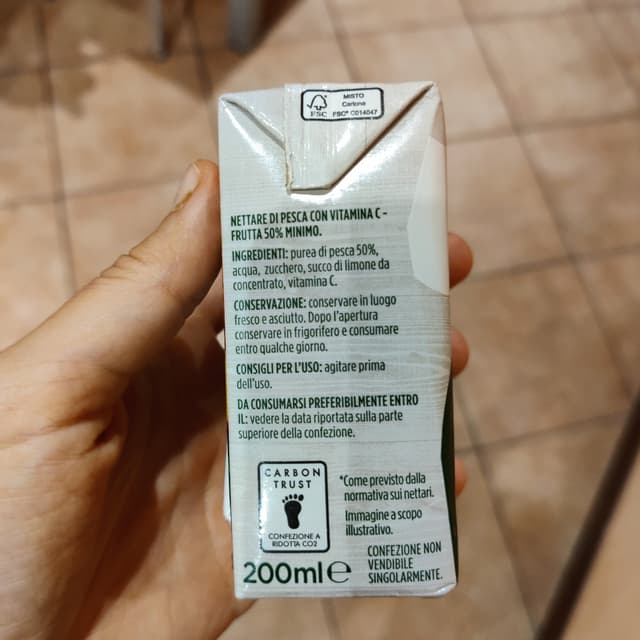 MISTO
Cartone
FSC FSC® C014047
NETTARE DI PESCA CON VITAMINA C -
FRUTTA 50% MINIMO.
INGREDIENTI: purea di pesca 50%,
acqua, zucchero, succo di limone da
concentrato, vitamina C.
CONSERVAZIONE: conservare in luogo
fresco e asciutto. Dopo l'apertura
conservare in frigorifero e consumare
entro qualche giorno.
CONSIGLI PER L'USO: agitare prima
dell'uso.
DA CONSUMARSI PREFERIBILMENTE ENTRO
IL: vedere la data riportata sulla parte
superiore della confezione.
CARBON
TRUST
CONFEZIONE A
RIDOTTA CO2
*Come previsto dalla
normativa sui nettari.
Immagine a scopo
illustrativo.
200ml℮
CONFEZIONE NON
VENDIBILE
SINGOLARMENTE.